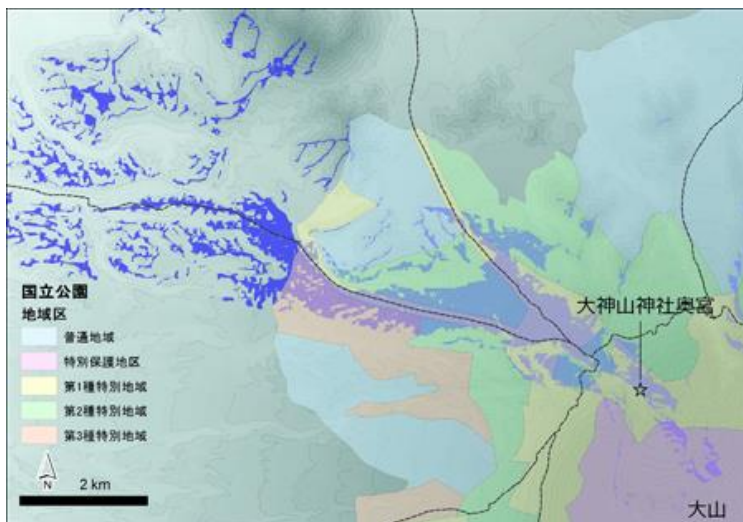 国立公園
地域区
普通地域
特別保護地区
第1種特別地域
第2種特別地域
第3種特別地域
N
2 km
大神山神社奥宮
大山